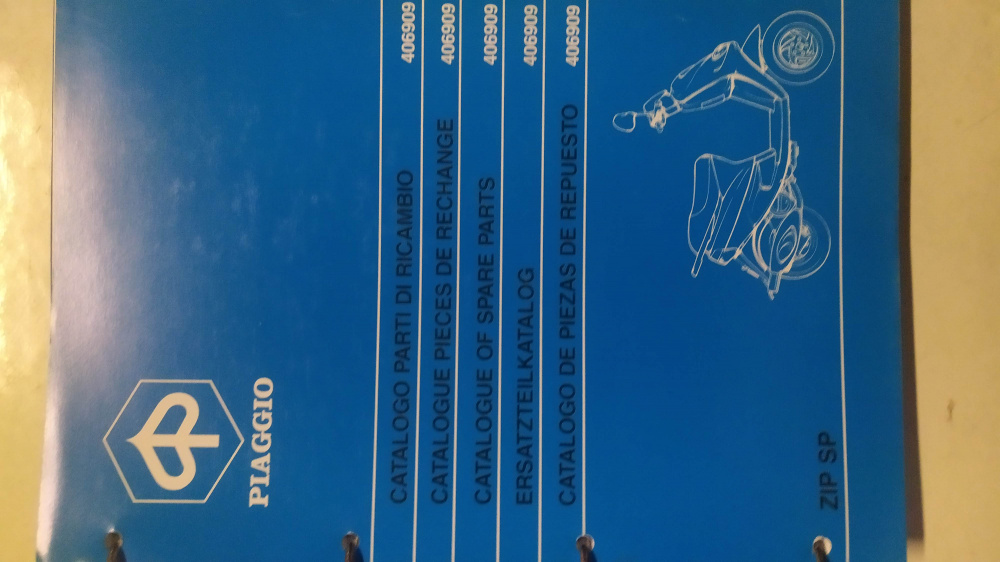 PIAGGIO
CATALOGO PARTI DI RICAMBIO 406909
CATALOGUE PIECES DE RECHANGE 406909
CATALOGUE OF SPARE PARTS 406909
ERSATZTEILKATALOG 406909
CATALOGO DE PIEZAS DE REPUESTO 406909
ZIP SP